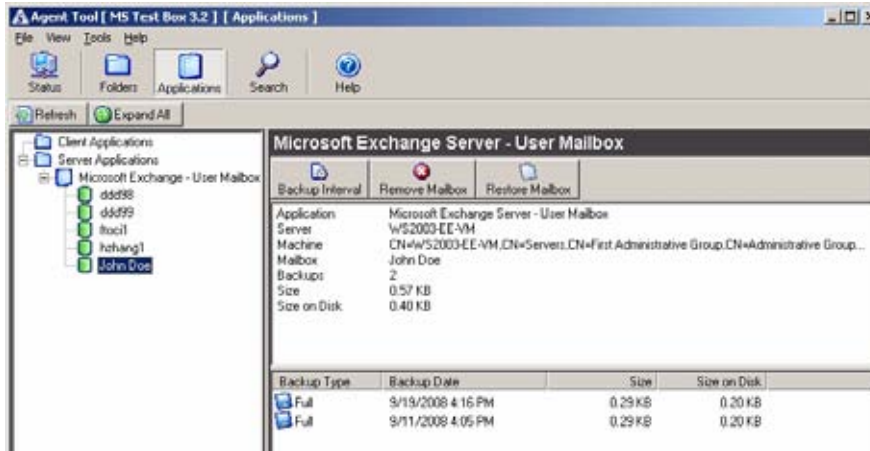 Agent Tool [ MS Test Box 3.2 ] [ Applications ]
File View Tools Help
Status Folders Applications Search Help
Refresh Expand All
Client Applications
Server Applications
Microsoft Exchange - User Mailbox
ddd98
ddd99
ftoci1
hzhang1
John Doe
Microsoft Exchange Server - User Mailbox
Backup Interval Remove Mailbox Restore Mailbox
Application Microsoft Exchange Server - User Mailbox
Server WS2003-EE-VM
Machine CN=WS2003-EE-VM,CN=Servers,CN=First Administrative Group,CN=Administrative Group...
Mailbox John Doe
Backups 2
Size 0.57 KB
Size on Disk 0.40 KB
Backup Type Backup Date Size Size on Disk
Full 9/19/2008 4:16 PM 0.29 KB 0.20 KB
Full 9/11/2008 4:05 PM 0.29 KB 0.20 KB